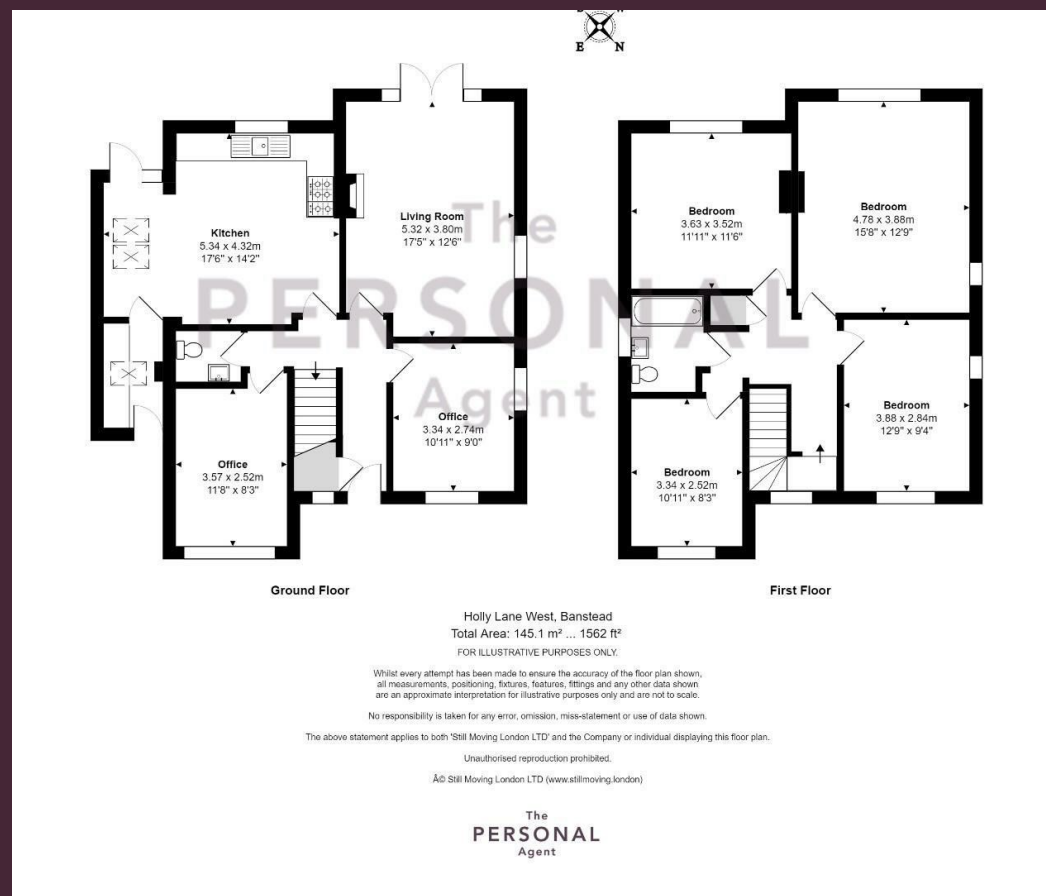 E N
Kitchen
5.34 x 4.32m
17'6" x 14'2"
Living Room
5.32 x 3.80m
17'5" x 12'6"
Office
3.57 x 2.52m
11'8" x 8'3"
Office
3.34 x 2.74m
10'11" x 9'0"
Ground Floor
Bedroom
3.63 x 3.52m
11'11" x 11'6"
Bedroom
4.78 x 3.88m
15'8" x 12'9"
Bedroom
3.88 x 2.84m
12'9" x 9'4"
Bedroom
3.34 x 2.52m
10'11" x 8'3"
First Floor
The
PERSONAL
Agent
Holly Lane West, Banstead
Total Area: 145.1 m² ... 1562 ft²
FOR ILLUSTRATIVE PURPOSES ONLY.
Whilst every attempt has been made to ensure the accuracy of the floor plan shown,
all measurements, positioning, fixtures, features, fittings and any other data shown
are an approximate interpretation for illustrative purposes only and are not to scale.
No responsibility is taken for any error, omission, miss-statement or use of data shown.
The above statement applies to both 'Still Moving London LTD' and the Company or individual displaying this floor plan.
Unauthorised reproduction prohibited.
Â© Still Moving London LTD (www.stillmoving.london)
The
PERSONAL
Agent